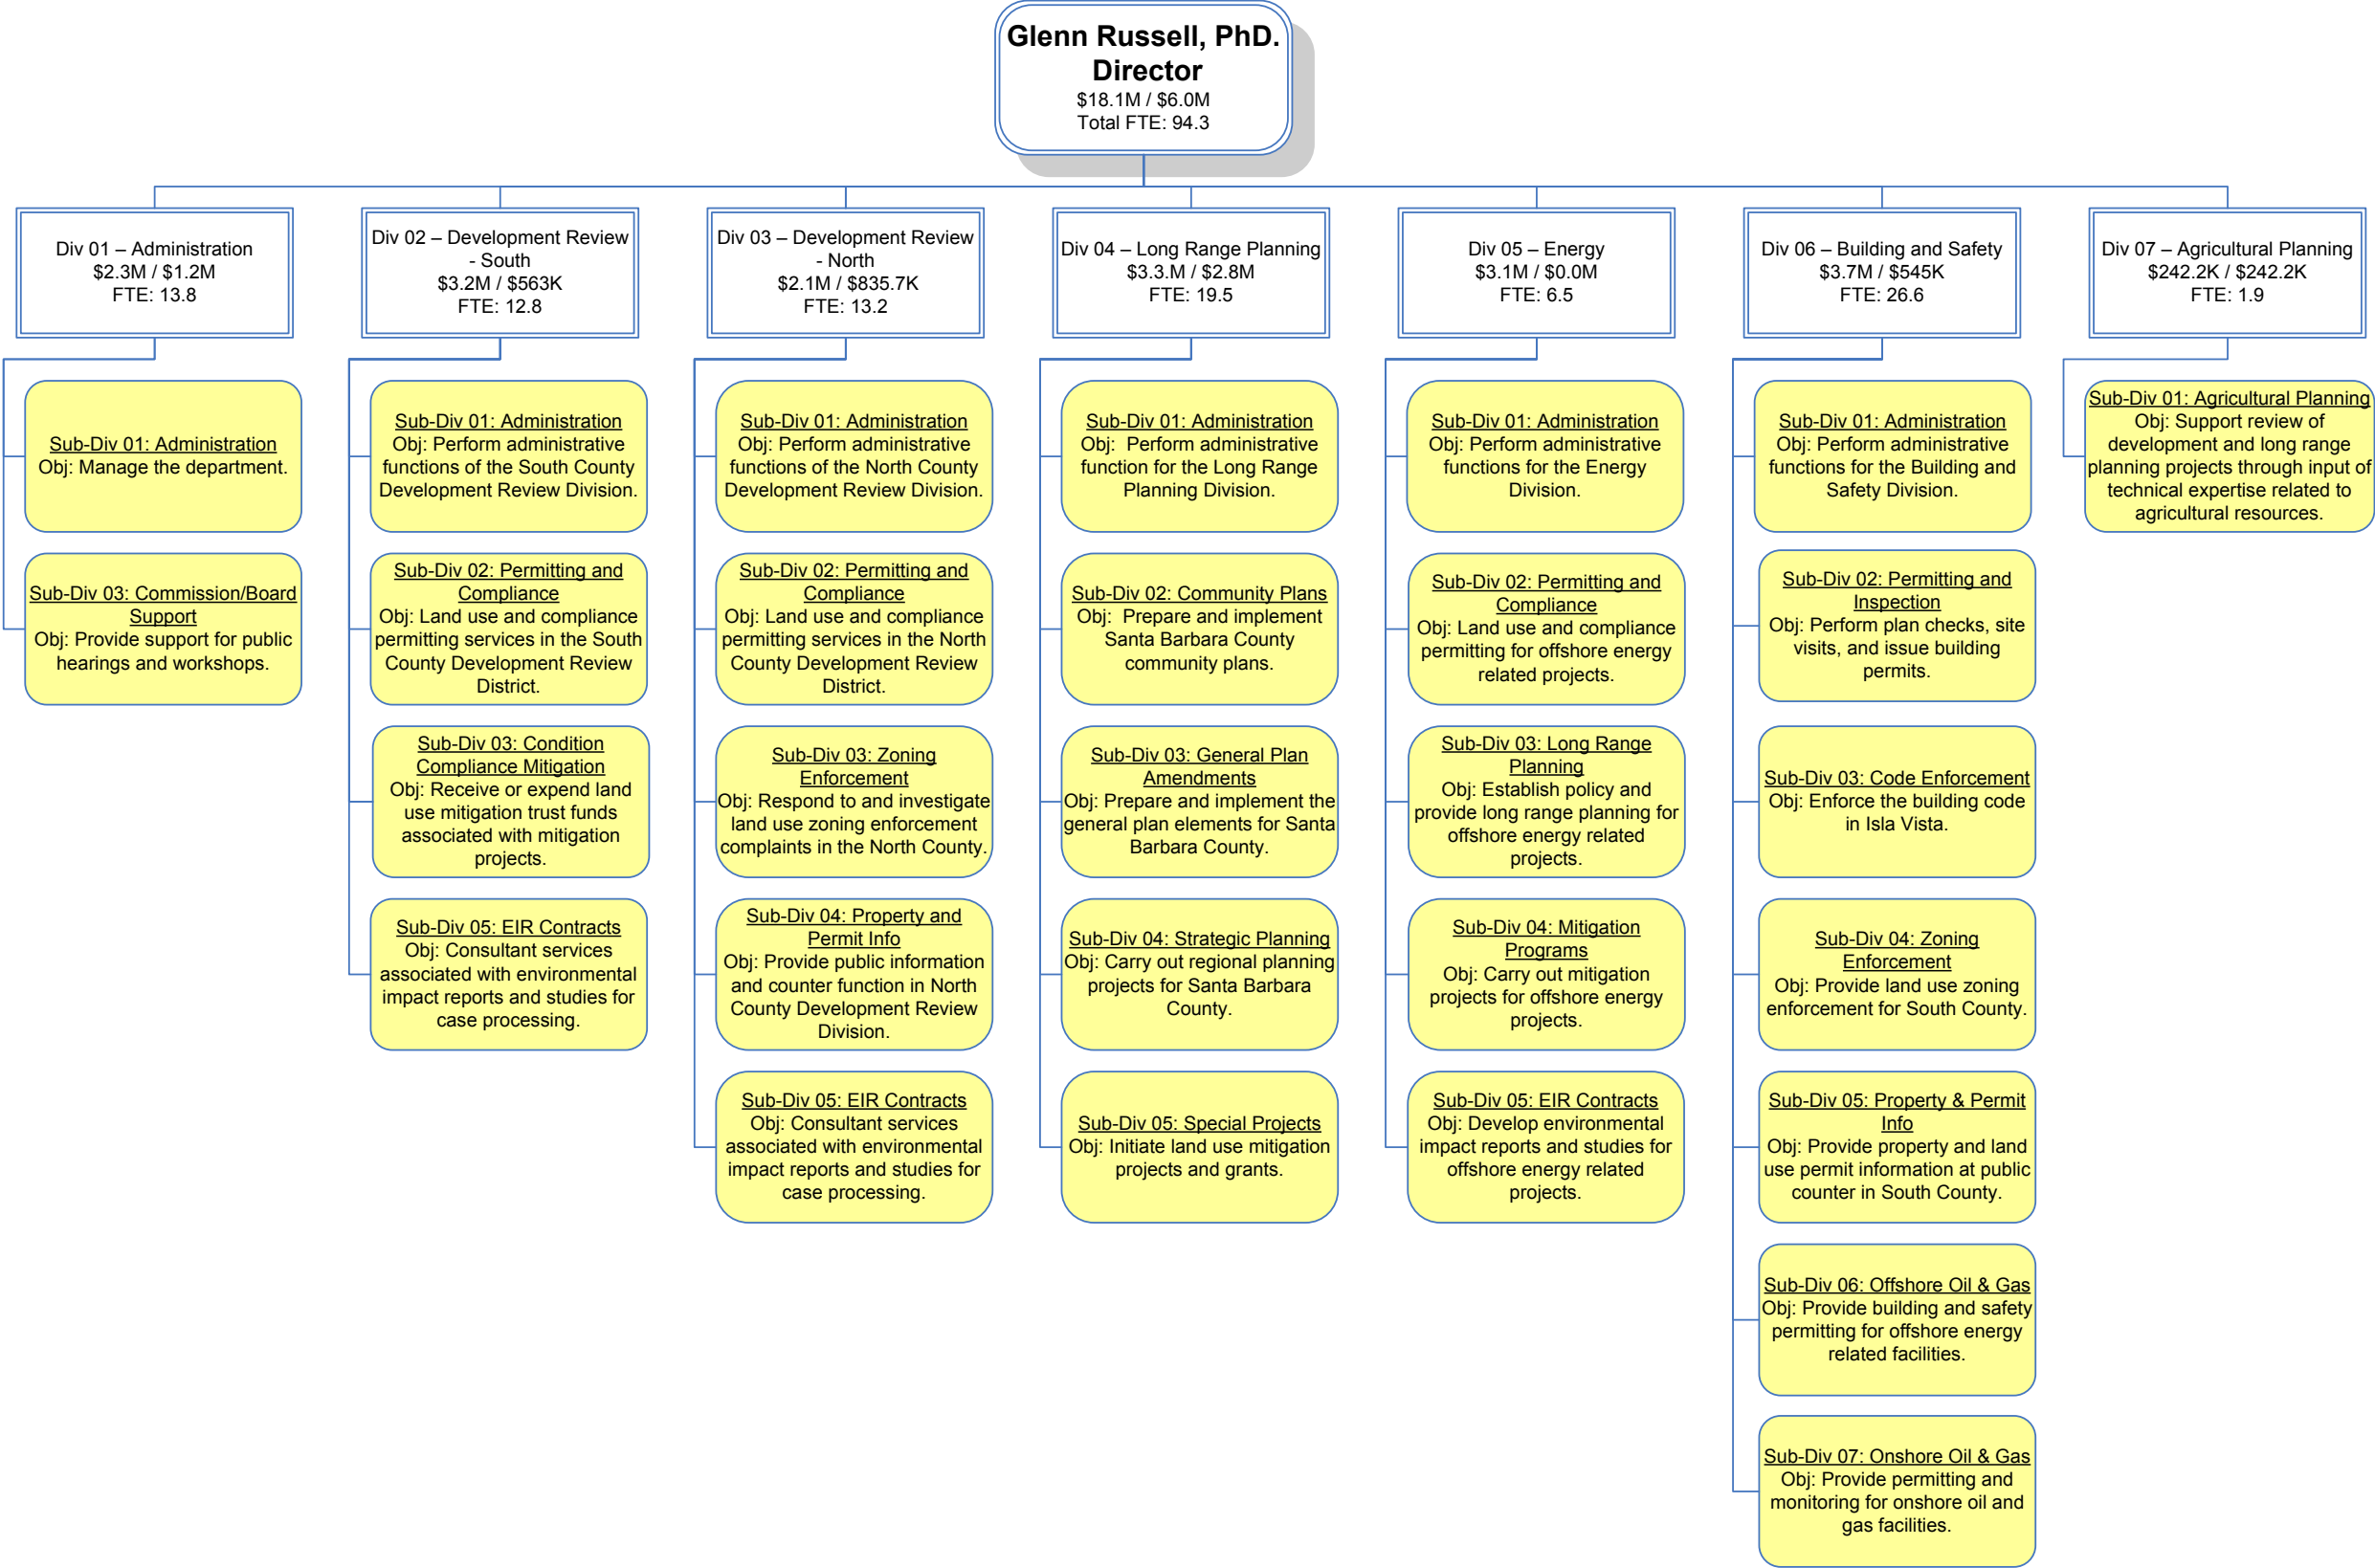 Glenn Russell, PhD.
Director
$18.1M / $6.0M
Total FTE: 94.3
Div 01 – Administration
$2.3M / $1.2M
FTE: 13.8
Div 02 – Development Review
- South
$3.2M / $563K
FTE: 12.8
Div 03 – Development Review
- North
$2.1M / $835.7K
FTE: 13.2
Div 04 – Long Range Planning
$3.3.M / $2.8M
FTE: 19.5
Div 05 – Energy
$3.1M / $0.0M
FTE: 6.5
Div 06 – Building and Safety
$3.7M / $545K
FTE: 26.6
Div 07 – Agricultural Planning
$242.2K / $242.2K
FTE: 1.9
Sub-Div 01: Administration
Obj: Manage the department.
Sub-Div 03: Commission/Board
Support
Obj: Provide support for public
hearings and workshops.
Sub-Div 01: Administration
Obj: Perform administrative
functions of the South County
Development Review Division.
Sub-Div 02: Permitting and
Compliance
Obj: Land use and compliance
permitting services in the South
County Development Review
District.
Sub-Div 03: Condition
Compliance Mitigation
Obj: Receive or expend land
use mitigation trust funds
associated with mitigation
projects.
Sub-Div 05: EIR Contracts
Obj: Consultant services
associated with environmental
impact reports and studies for
case processing.
Sub-Div 01: Administration
Obj: Perform administrative
functions of the North County
Development Review Division.
Sub-Div 02: Permitting and
Compliance
Obj: Land use and compliance
permitting services in the North
County Development Review
District.
Sub-Div 03: Zoning
Enforcement
Obj: Respond to and investigate
land use zoning enforcement
complaints in the North County.
Sub-Div 04: Property and
Permit Info
Obj: Provide public information
and counter function in North
County Development Review
Division.
Sub-Div 05: EIR Contracts
Obj: Consultant services
associated with environmental
impact reports and studies for
case processing.
Sub-Div 01: Administration
Obj:  Perform administrative
function for the Long Range
Planning Division.
Sub-Div 02: Community Plans
Obj:  Prepare and implement
Santa Barbara County
community plans.
Sub-Div 03: General Plan
Amendments
Obj: Prepare and implement the
general plan elements for Santa
Barbara County.
Sub-Div 04: Strategic Planning
Obj: Carry out regional planning
projects for Santa Barbara
County.
Sub-Div 05: Special Projects
Obj: Initiate land use mitigation
projects and grants.
Sub-Div 01: Administration
Obj: Perform administrative
functions for the Energy
Division.
Sub-Div 02: Permitting and
Compliance
Obj: Land use and compliance
permitting for offshore energy
related projects.
Sub-Div 03: Long Range
Planning
Obj: Establish policy and
provide long range planning for
offshore energy related
projects.
Sub-Div 04: Mitigation
Programs
Obj: Carry out mitigation
projects for offshore energy
projects.
Sub-Div 05: EIR Contracts
Obj: Develop environmental
impact reports and studies for
offshore energy related
projects.
Sub-Div 01: Administration
Obj: Perform administrative
functions for the Building and
Safety Division.
Sub-Div 02: Permitting and
Inspection
Obj: Perform plan checks, site
visits, and issue building
permits.
Sub-Div 03: Code Enforcement
Obj: Enforce the building code
in Isla Vista.
Sub-Div 04: Zoning
Enforcement
Obj: Provide land use zoning
enforcement for South County.
Sub-Div 05: Property & Permit
Info
Obj: Provide property and land
use permit information at public
counter in South County.
Sub-Div 06: Offshore Oil & Gas
Obj: Provide building and safety
permitting for offshore energy
related facilities.
Sub-Div 07: Onshore Oil & Gas
Obj: Provide permitting and
monitoring for onshore oil and
gas facilities.
Sub-Div 01: Agricultural Planning
Obj: Support review of
development and long range
planning projects through input of
technical expertise related to
agricultural resources.